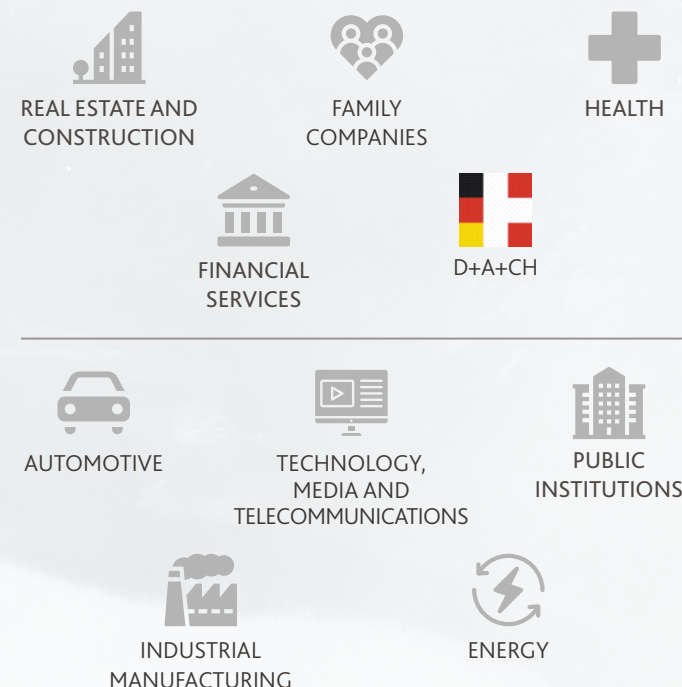 REAL ESTATE AND
CONSTRUCTION
FAMILY
COMPANIES
HEALTH
FINANCIAL
SERVICES
D+A+CH
AUTOMOTIVE
TECHNOLOGY,
MEDIA AND
TELECOMMUNICATIONS
PUBLIC
INSTITUTIONS
INDUSTRIAL
MANUFACTURING
ENERGY